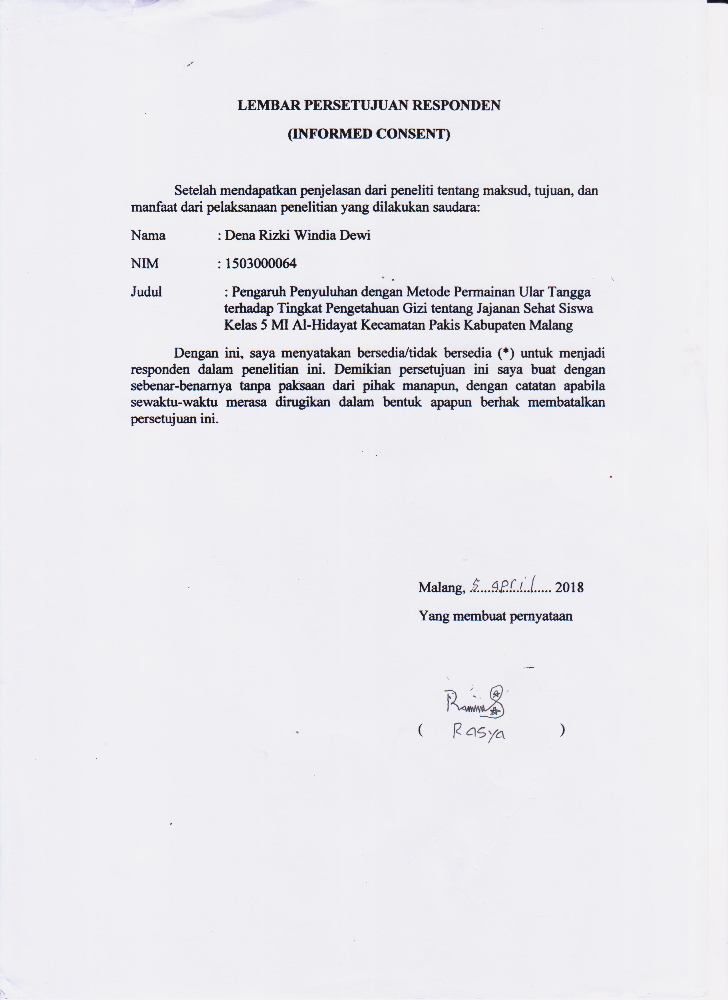 LEMBAR PERSETUJUAN RESPONDEN
(INFORMED CONSENT)
Setelah mendapatkan penjelasan dari peneliti tentang maksud, tujuan, dan
manfaat dari pelaksanaan penelitian yang dilakukan saudara:
Nama : Dena Rizki Windia Dewi
NIM : 1503000064
Judul : Pengaruh Penyuluhan dengan Metode Permainan Ular Tangga
terhadap Tingkat Pengetahuan Gizi tentang Jajanan Sehat Siswa
Kelas 5 MI Al-Hidayat Kecamatan Pakis Kabupaten Malang
Dengan ini, saya menyatakan bersedia/tidak bersedia (*) untuk menjadi
responden dalam penelitian ini. Demikian persetujuan ini saya buat dengan
sebenar-benarnya tanpa paksaan dari pihak manapun, dengan catatan apabila
sewaktu-waktu merasa dirugikan dalam bentuk apapun berhak membatalkan
persetujuan ini.
Malang, 5 april 2018
Yang membuat pernyataan
( Rasya )